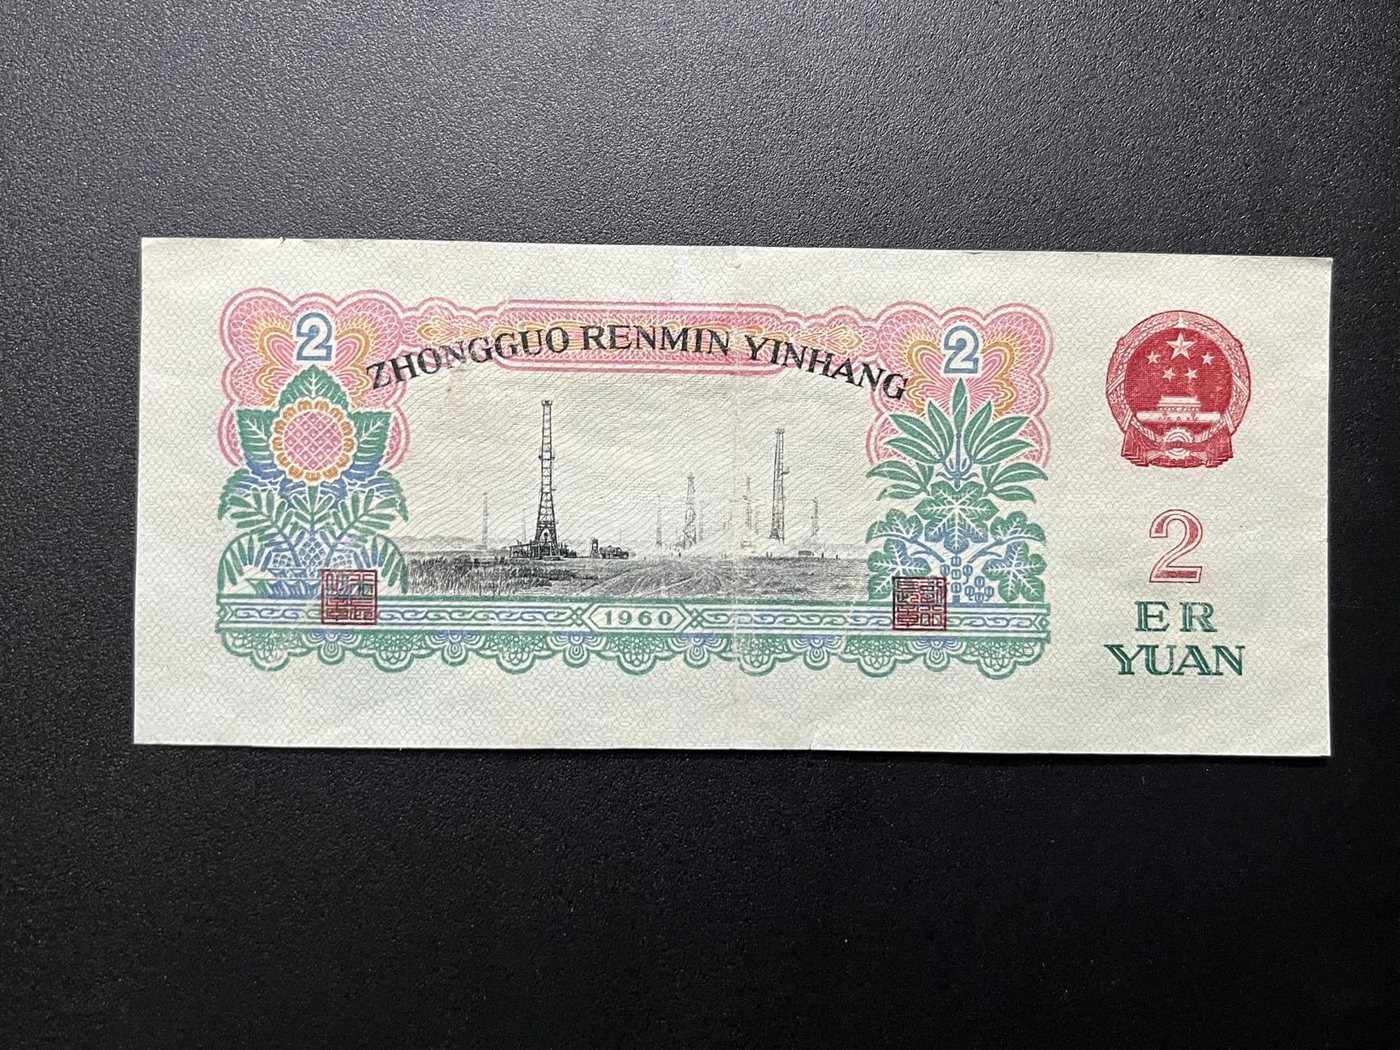 2
ZHONGGUO RENMIN YINHANG
2
1960
2
ER
YUAN